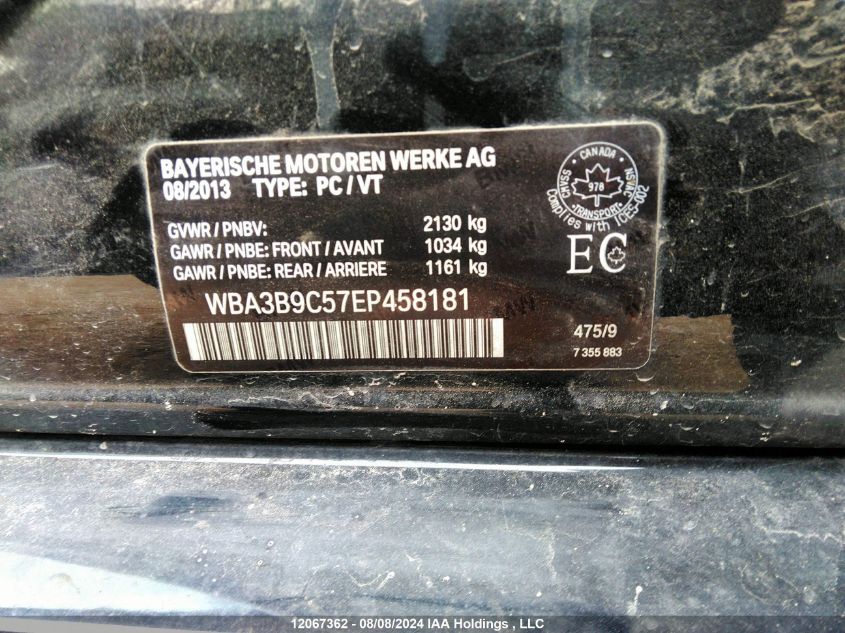 BAYERISCHE MOTOREN WERKE AG
08/2013 TYPE: PC / VT
GVWR / PNBV: 2130 kg
GAWR / PNBE: FRONT / AVANT 1034 kg
GAWR / PNBE: REAR / ARRIERE 1161 kg
WBA3B9C57EP458181
CANADA
CMVSS
978
NSVAC
TRANSPORT
Complies with ICES-002
EC
475/9
7 355 883
12067362 - 08/08/2024 IAA Holdings , LLC